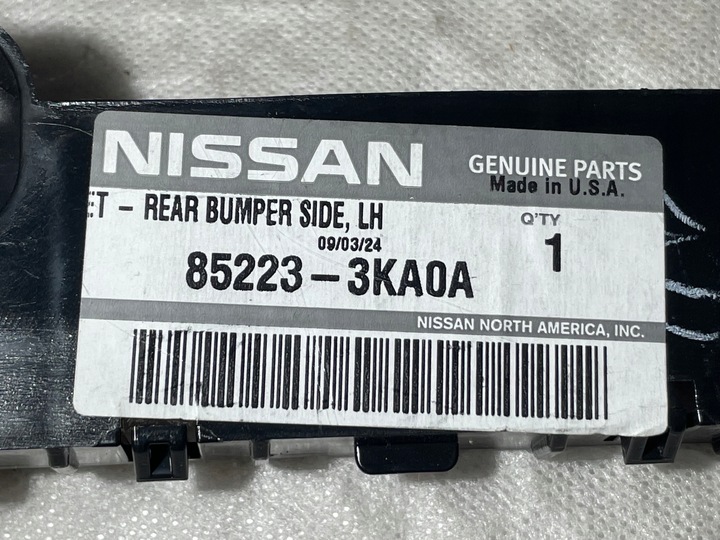 NISSAN
GENUINE PARTS
Made in U.S.A.
ET - REAR BUMPER SIDE, LH
Q'TY
09/03/24
1
85223-3KA0A
NISSAN NORTH AMERICA, INC.